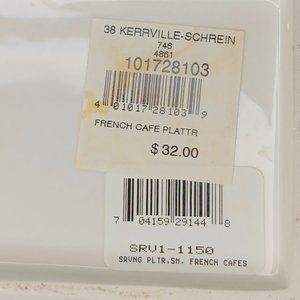 38 KERRVILLE-SCHREIN
746
4861
101728103
4 01017 28103 9
FRENCH CAFE PLATTR
$32.00
7 04159 29144 8
SRV1-1150
SRVNG PLTR,SM. FRENCH CAFES